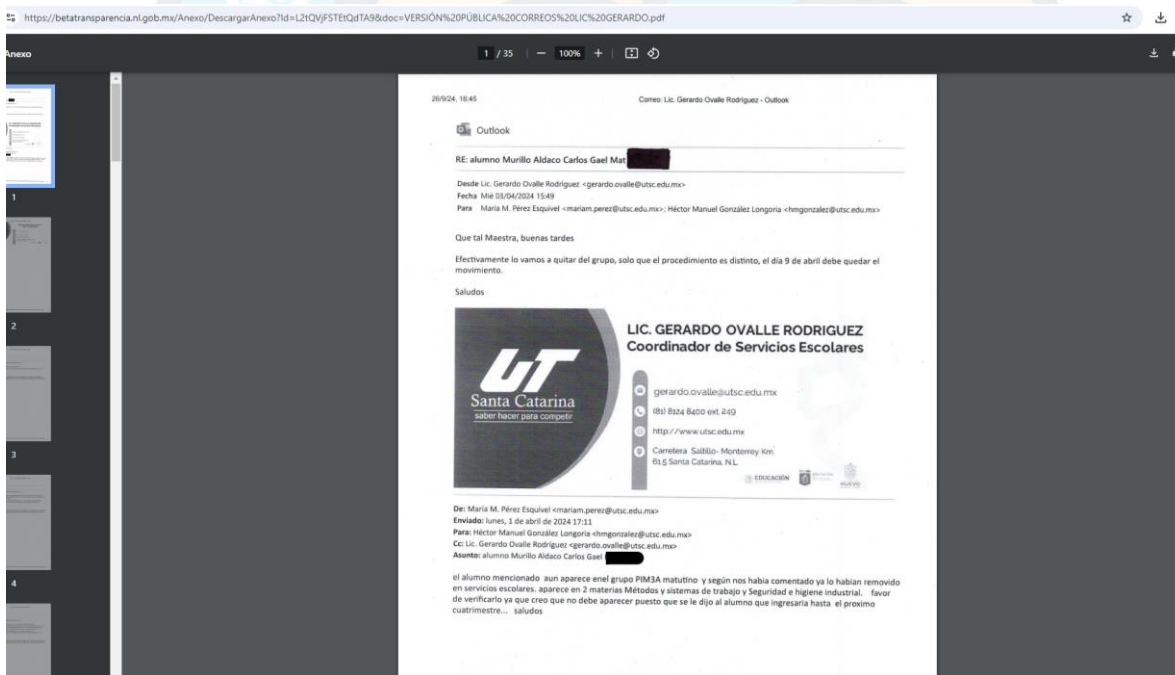 https://betatransparencia.nl.gob.mx/Anexo/DescargarAnexo?Id=L2tQVjFSTEtQdTA9&doc=VERSIÓN%20PÚBLICA%20CORREOS%20LIC%20GERARDO.pdf
Anexo
1 / 35
100%
1
2
3
4
26/9/24, 16:45
Correo: Lic. Gerardo Ovalle Rodriguez - Outlook
Outlook
RE: alumno Murillo Aldaco Carlos Gael Mat
Desde Lic. Gerardo Ovalle Rodriguez <gerardo.ovalle@utsc.edu.mx>
Fecha Mié 03/04/2024 15:49
Para María M. Pérez Esquivel <mariam.perez@utsc.edu.mx>; Héctor Manuel González Longoria <hmgonzalez@utsc.edu.mx>
Que tal Maestra, buenas tardes
Efectivamente lo vamos a quitar del grupo, solo que el procedimiento es distinto, el día 9 de abril debe quedar el
movimiento.
Saludos
UT
Santa Catarina
saber hacer para competir
LIC. GERARDO OVALLE RODRIGUEZ
Coordinador de Servicios Escolares
gerardo.ovalle@utsc.edu.mx
(81) 8124 8400 ext. 249
http://www.utsc.edu.mx
Carretera Saltillo- Monterrey Km.
61.5 Santa Catarina, N.L.
EDUCACIÓN
De: María M. Pérez Esquivel <mariam.perez@utsc.edu.mx>
Enviado: lunes, 1 de abril de 2024 17:11
Para: Héctor Manuel González Longoria <hmgonzalez@utsc.edu.mx>
Cc: Lic. Gerardo Ovalle Rodriguez <gerardo.ovalle@utsc.edu.mx>
Asunto: alumno Murillo Aldaco Carlos Gael
el alumno mencionado aun aparece enel grupo PIM3A matutino y según nos habia comentado ya lo habian removido
en servicios escolares. aparece en 2 materias Métodos y sistemas de trabajo y Seguridad e higiene industrial. favor
de verificarlo ya que creo que no debe aparecer puesto que se le dijo al alumno que ingresaria hasta el proximo
cuatrimestre... saludos